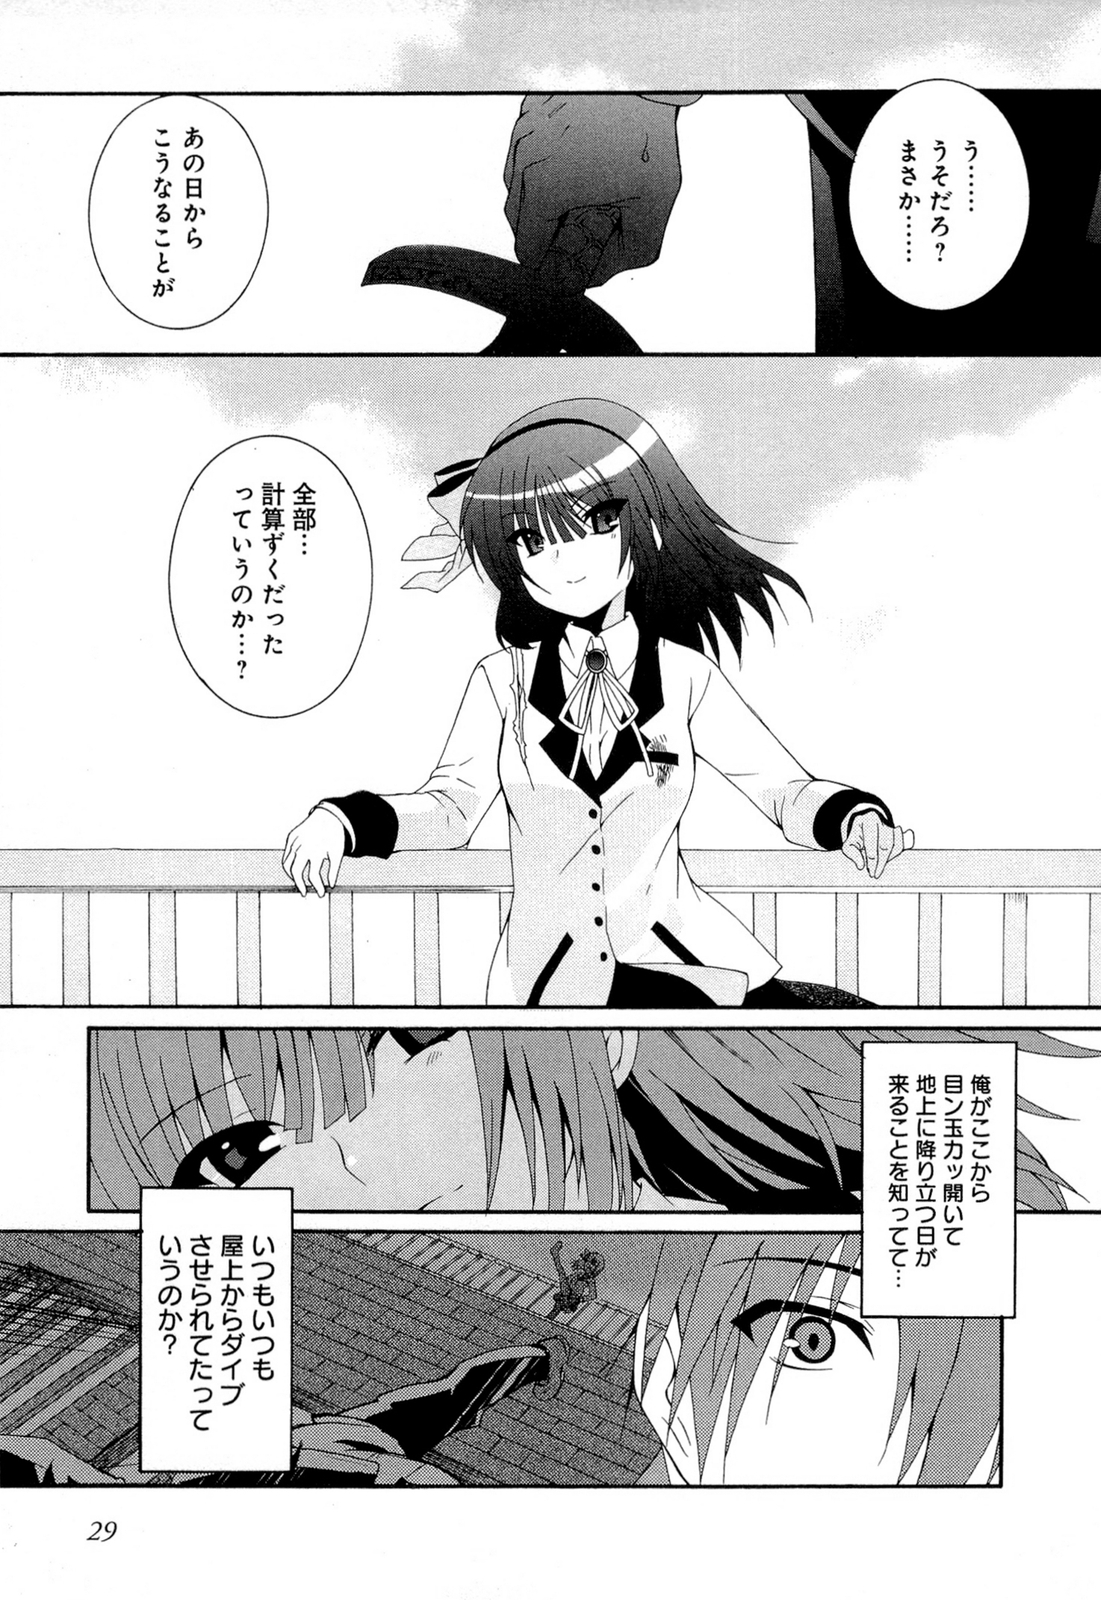 う……
うそだろ？
まさか……
あの日から
こうなることが
全部…
計算ずくだった
っていうのか…？
俺がここから
目ン玉カッ開いて
地上に降り立つ日が
来ることを知ってて…
いつもいつも
屋上からダイブ
させられてたって
いうのか？
29